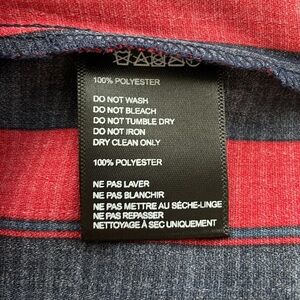 100% POLYESTER
DO NOT WASH
DO NOT BLEACH
DO NOT TUMBLE DRY
DO NOT IRON
DRY CLEAN ONLY
100% POLYESTER
NE PAS LAVER
NE PAS BLANCHIR
NE PAS METTRE AU SÈCHE-LINGE
NE PAS REPASSER
NETTOYAGE À SEC UNIQUEMENT